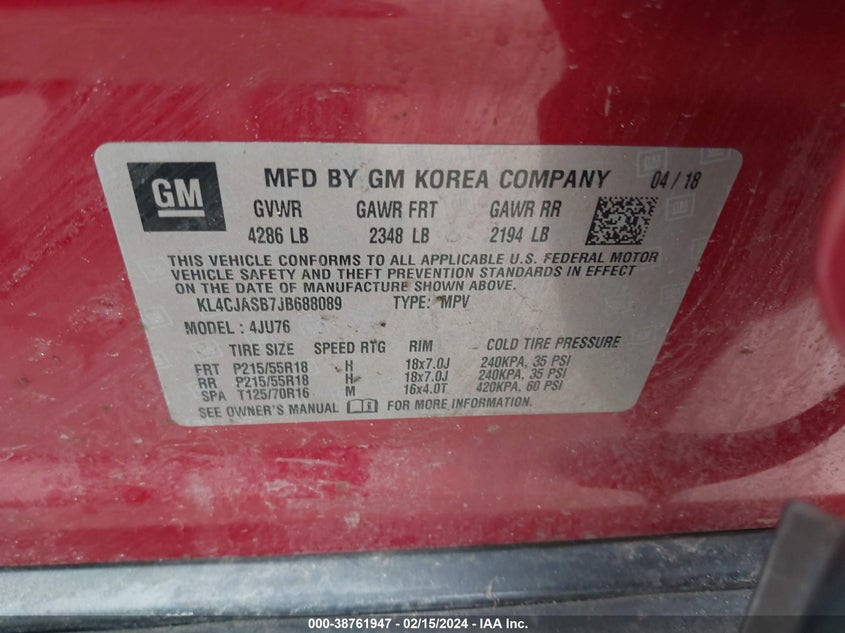 GM MFD BY GM KOREA COMPANY 04 / 18
GVWR GAWR FRT GAWR RR
4286 LB 2348 LB 2194 LB
THIS VEHICLE CONFORMS TO ALL APPLICABLE U.S. FEDERAL MOTOR
VEHICLE SAFETY AND THEFT PREVENTION STANDARDS IN EFFECT
ON THE DATE OF MANUFACTURE SHOWN ABOVE.
KL4CJASB7JB688089 TYPE: MPV
MODEL: 4JU76
TIRE SIZE SPEED RTG RIM COLD TIRE PRESSURE
FRT P215/55R18 H 18x7.0J 240KPA, 35 PSI
RR P215/55R18 H 18x7.0J 240KPA, 35 PSI
SPA T125/70R16 M 16x4.0T 420KPA, 60 PSI
SEE OWNER'S MANUAL FOR MORE INFORMATION.
000-38761947 - 02/15/2024 - IAA Inc.